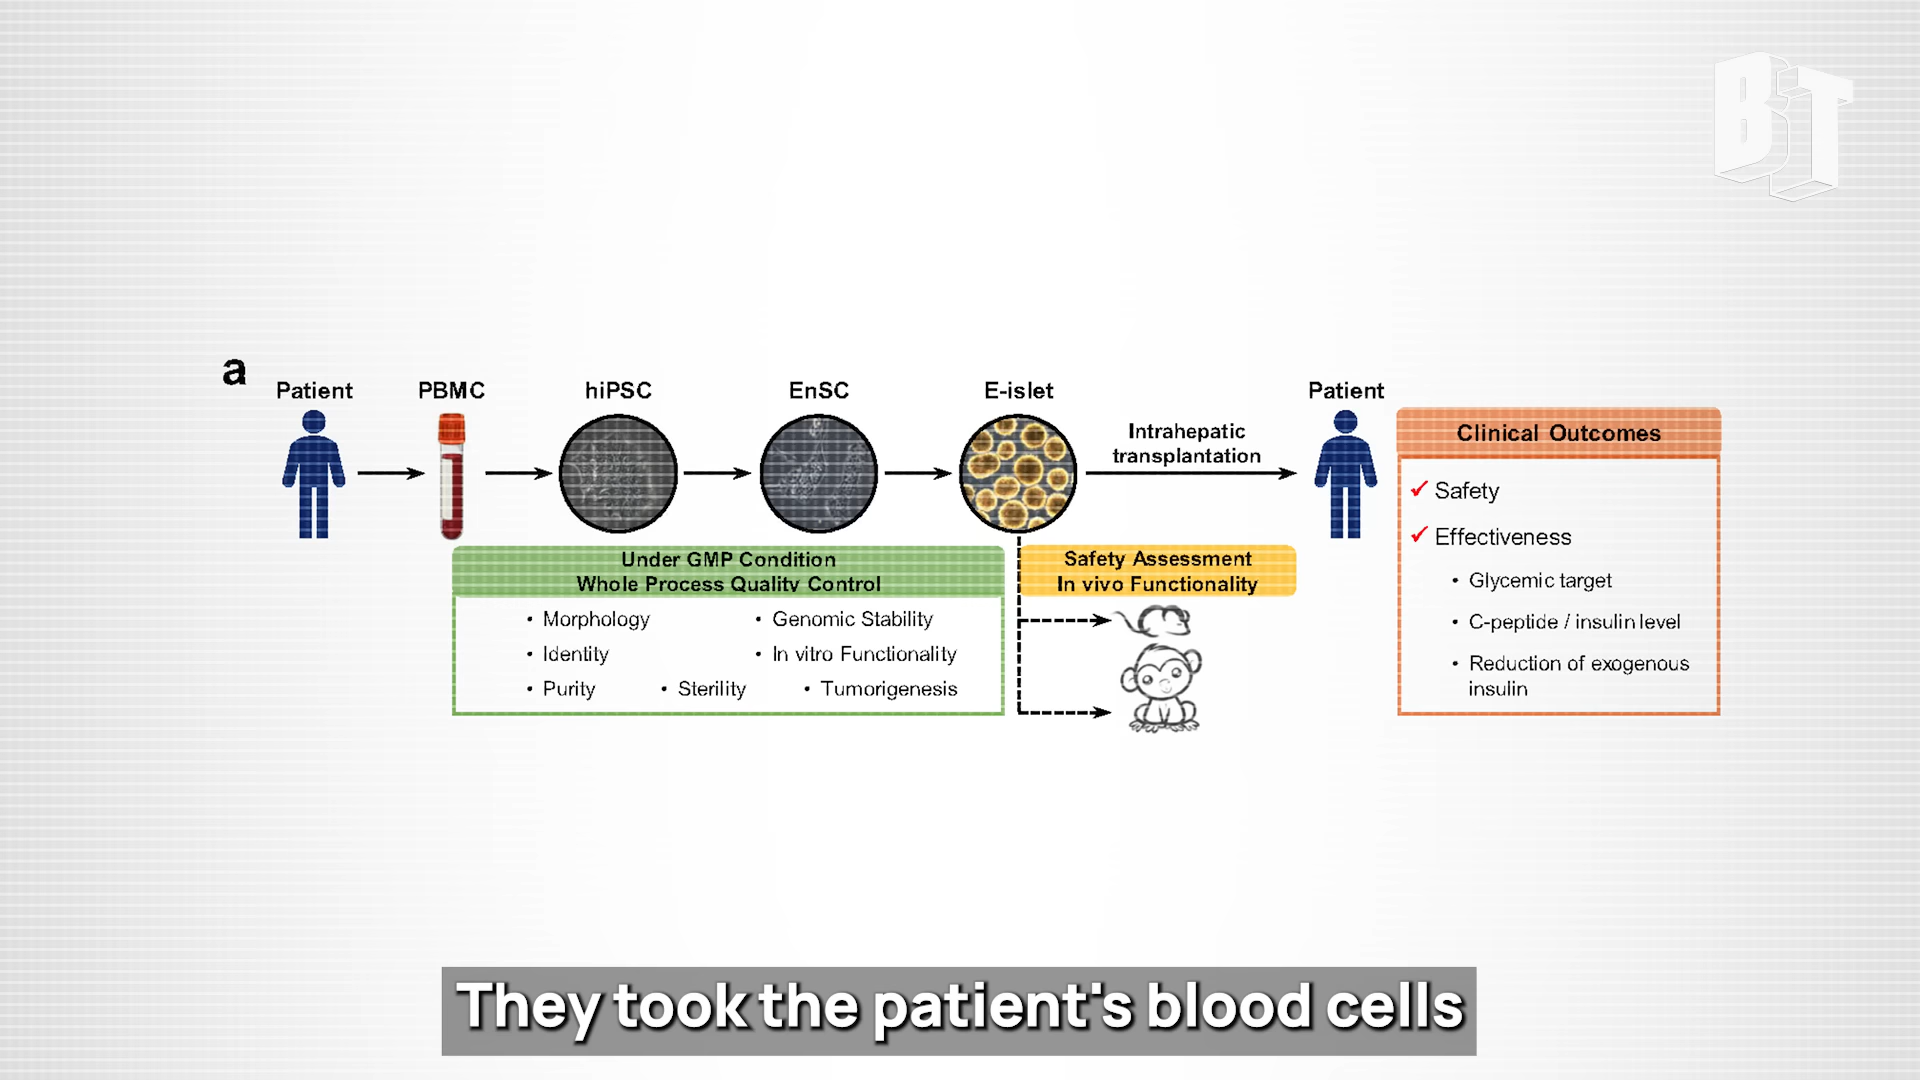 BT
a
Patient
PBMC
hiPSC
EnSC
E-islet
Intrahepatic
transplantation
Patient
Under GMP Condition
Whole Process Quality Control
• Morphology
• Genomic Stability
• Identity
• In vitro Functionality
• Purity
• Sterility
• Tumorigenesis
Safety Assessment
In vivo Functionality
Clinical Outcomes
✓ Safety
✓ Effectiveness
• Glycemic target
• C-peptide / insulin level
• Reduction of exogenous
insulin
They took the patient's blood cells